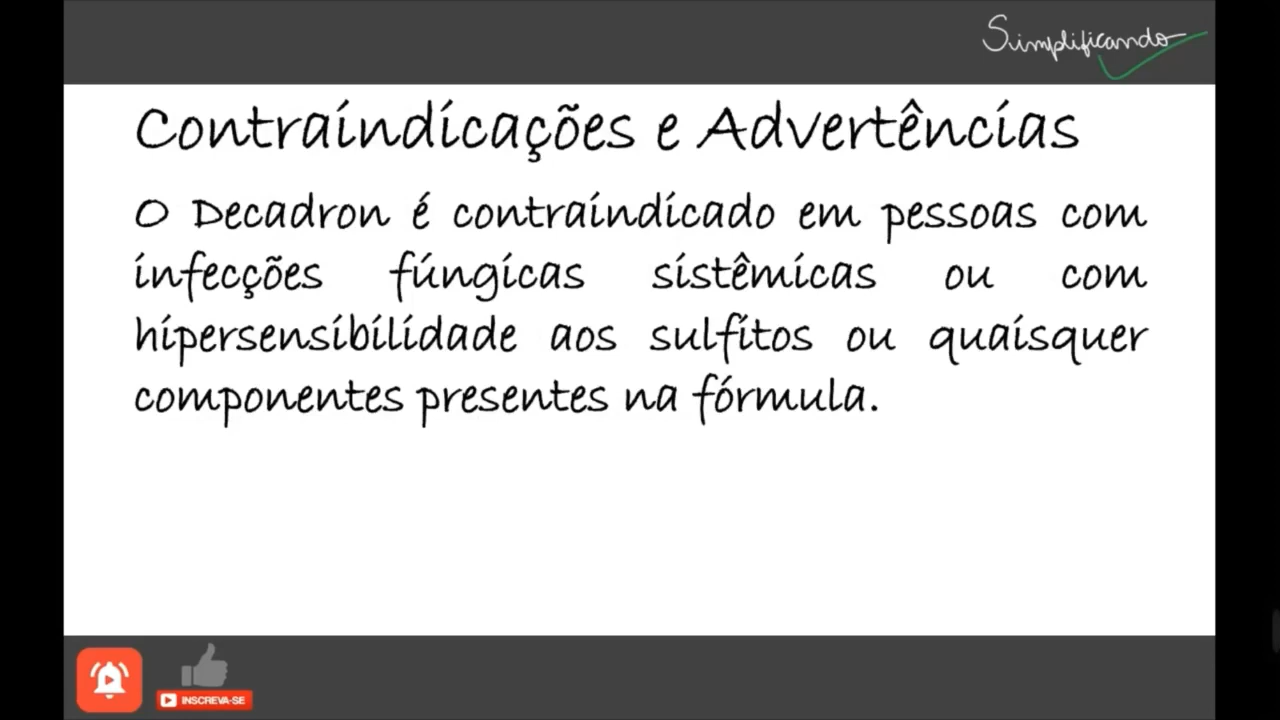 Simplificando
Contraindicações e Advertências
O Decadron é contraindicado em pessoas com
infecções fúngicas sistêmicas ou com
hipersensibilidade aos sulfitos ou quaisquer
componentes presentes na fórmula.
INSCREVA-SE